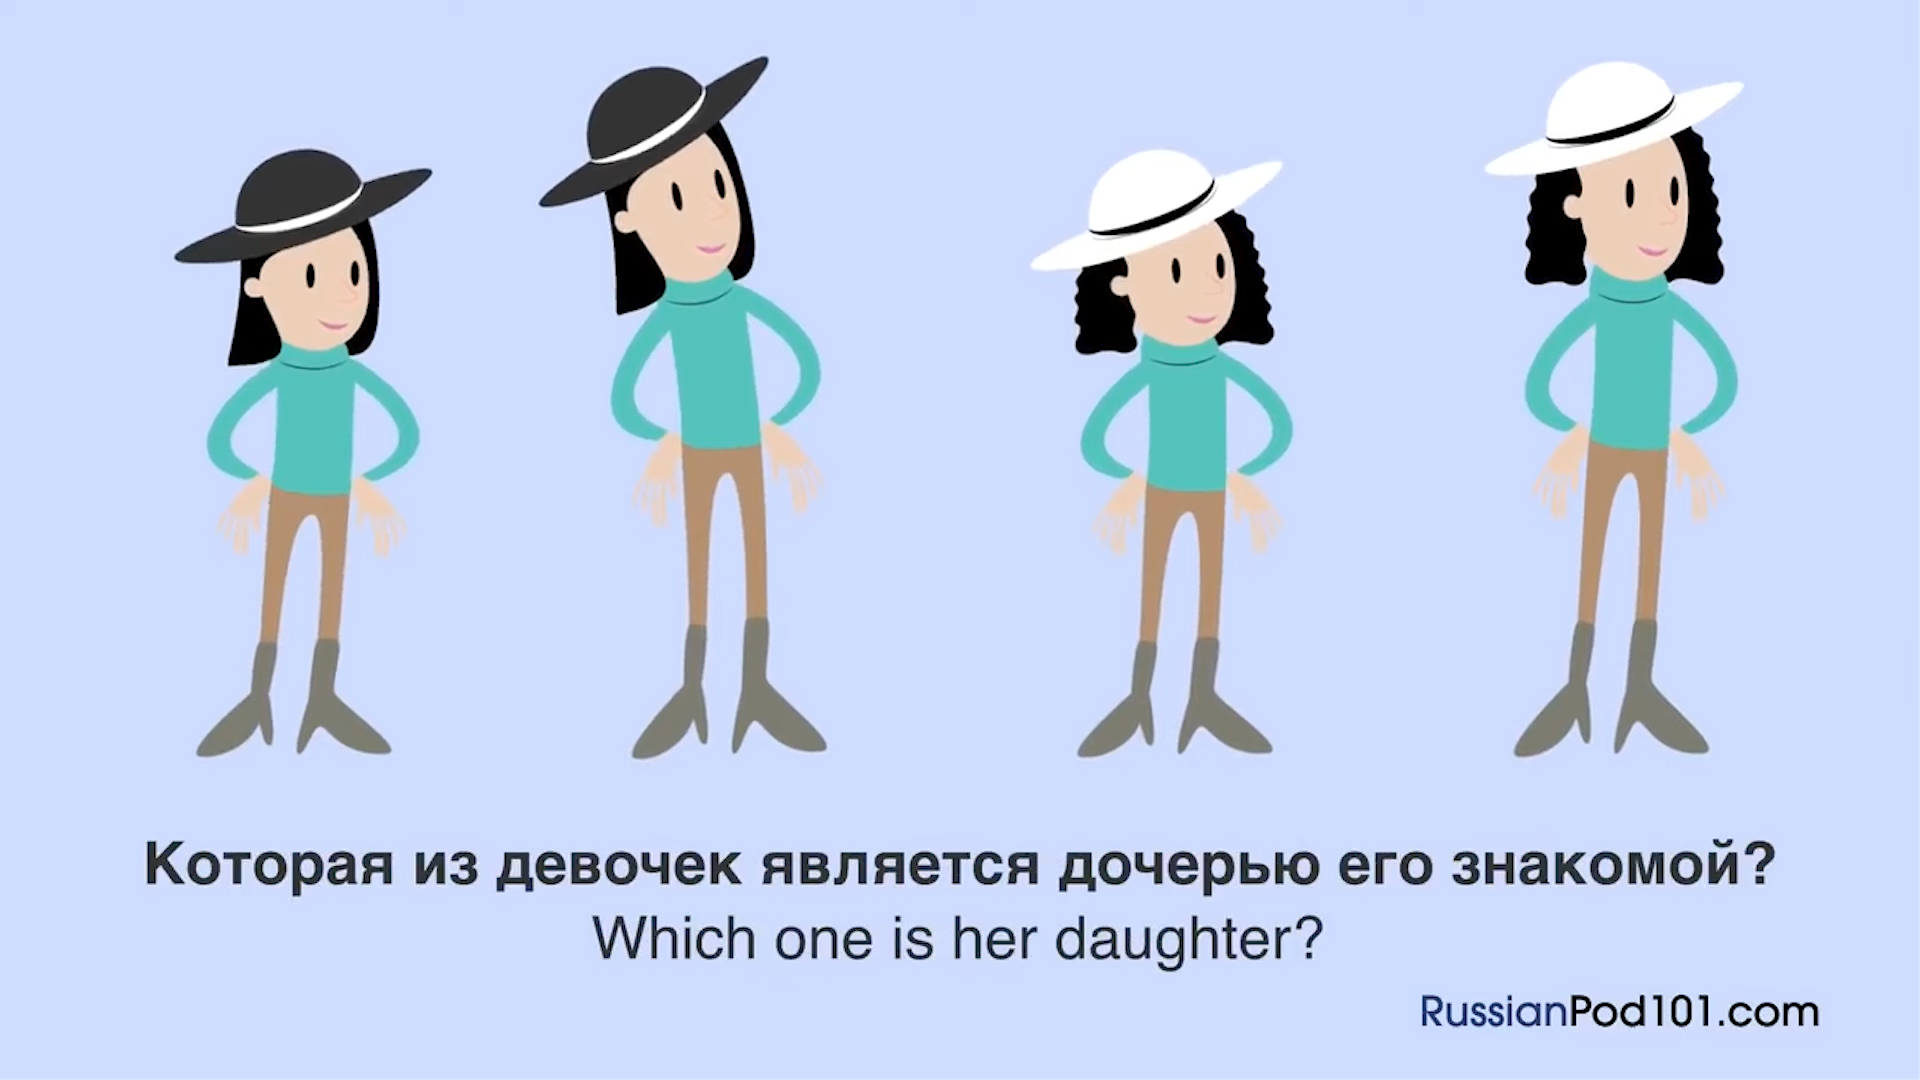 Которая из девочек является дочерью его знакомой?
Which one is her daughter?
RussianPod101.com